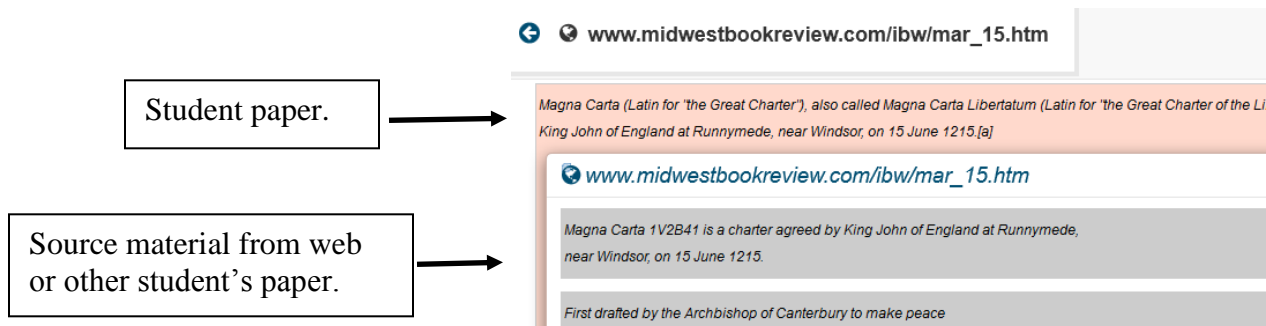 www.midwestbookreview.com/ibw/mar_15.htm
Student paper.
Magna Carta (Latin for "the Great Charter"), also called Magna Carta Libertatum (Latin for "the Great Charter of the Li
King John of England at Runnymede, near Windsor, on 15 June 1215.[a]
www.midwestbookreview.com/ibw/mar_15.htm
Source material from web
or other student’s paper.
Magna Carta 1V2B41 is a charter agreed by King John of England at Runnymede,
near Windsor, on 15 June 1215.
First drafted by the Archbishop of Canterbury to make peace